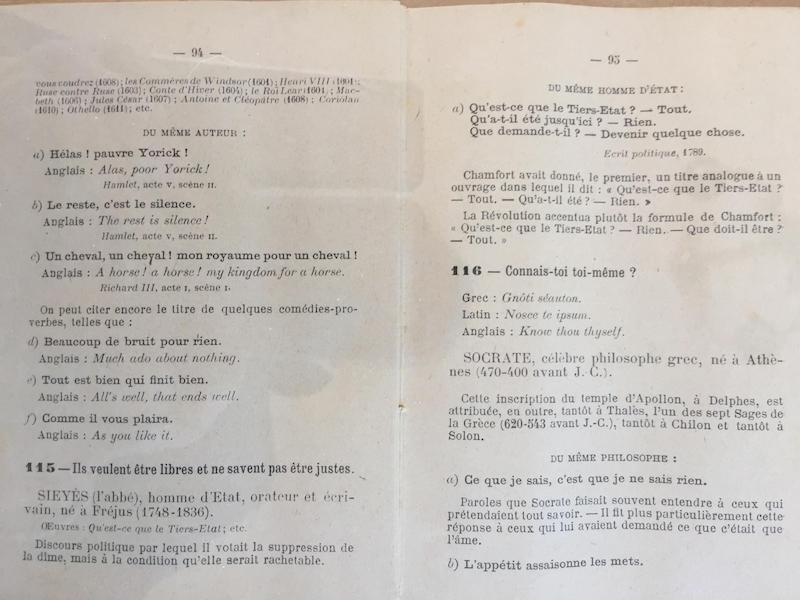 — 94 —
vous voudrez (1608); les Commères de Windsor (1601); Henri VIII (1601);
Ruse contre Ruse (1603); Conte d'Hiver (1604); le Roi Lear (1604; Mac-
beth (1606); Jules César (1607); Antoine et Cléopâtre (1608); Coriolan
(1610); Othello (1611); etc.
DU MÊME AUTEUR :
a) Hélas ! pauvre Yorick !
Anglais : Alas, poor Yorick!
Hamlet, acte V, scène II.
b) Le reste, c'est le silence.
Anglais : The rest is silence!
Hamlet, acte V, scène II.
c) Un cheval, un cheval ! mon royaume pour un cheval !
Anglais : A horse! a horse! my kingdom for a horse.
Richard III, acte I, scène I.
On peut citer encore le titre de quelques comédies-pro-
verbes, telles que :
d) Beaucoup de bruit pour rien.
Anglais : Much ado about nothing.
e) Tout est bien qui finit bien.
Anglais : All's well, that ends well.
f) Comme il vous plaira.
Anglais : As you like it.
115 — Ils veulent être libres et ne savent pas être justes.
SIEYÈS (l'abbé), homme d'Etat, orateur et écri-
vain, né à Fréjus (1748-1836).
Œuvres : Qu'est-ce que le Tiers-Etat; etc.
Discours politique par lequel il votait la suppression de
la dîme, mais à la condition qu'elle serait rachetable.
— 95 —
DU MÊME HOMME D'ÉTAT :
a) Qu'est-ce que le Tiers-Etat ? — Tout.
Qu'a-t-il été jusqu'ici ? — Rien.
Que demande-t-il ? — Devenir quelque chose.
Ecrit politique, 1789.
Chamfort avait donné, le premier, un titre analogue à un
ouvrage dans lequel il dit : « Qu'est-ce que le Tiers-Etat ?
— Tout. — Qu'a-t-il été ? — Rien. »
La Révolution accentua plutôt la formule de Chamfort :
« Qu'est-ce que le Tiers-Etat ? — Rien. — Que doit-il être ?
— Tout. »
116 — Connais-toi toi-même ?
Grec : Gnôti séauton.
Latin : Nosce te ipsum.
Anglais : Know thou thyself.
SOCRATE, célèbre philosophe grec, né à Athè-
nes (470-400 avant J.-C.).
Cette inscription du temple d'Apollon, à Delphes, est
attribuée, en outre, tantôt à Thalès, l'un des sept Sages de
la Grèce (620-543 avant J.-C.), tantôt à Chilon et tantôt à
Solon.
DU MÊME PHILOSOPHE :
a) Ce que je sais, c'est que je ne sais rien.
Paroles que Socrate faisait souvent entendre à ceux qui
prétendaient tout savoir. — Il fit plus particulièrement cette
réponse à ceux qui lui avaient demandé ce que c'était que
l'âme.
b) L'appétit assaisonne les mets.